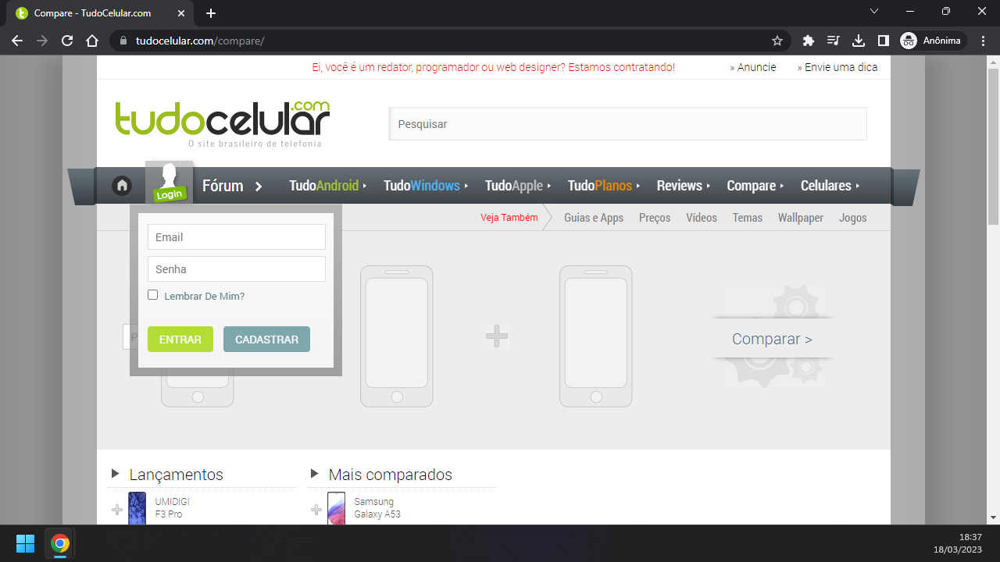 Compare - TudoCelular.com
tudocelular.com/compare/
Anônima
Ei, você é um redator, programador ou web designer? Estamos contratando!
» Anuncie
» Envie uma dica
tudocelular.com
O site brasileiro de telefonia
Pesquisar
Login
Fórum
TudoAndroid
TudoWindows
TudoApple
TudoPlanos
Reviews
Compare
Celulares
Veja Também
Guias e Apps
Preços
Vídeos
Temas
Wallpaper
Jogos
Email
Senha
Lembrar De Mim?
ENTRAR
CADASTRAR
Comparar >
Lançamentos
UMIDIGI
F3 Pro
Mais comparados
Samsung
Galaxy A53
18:37
18/03/2023